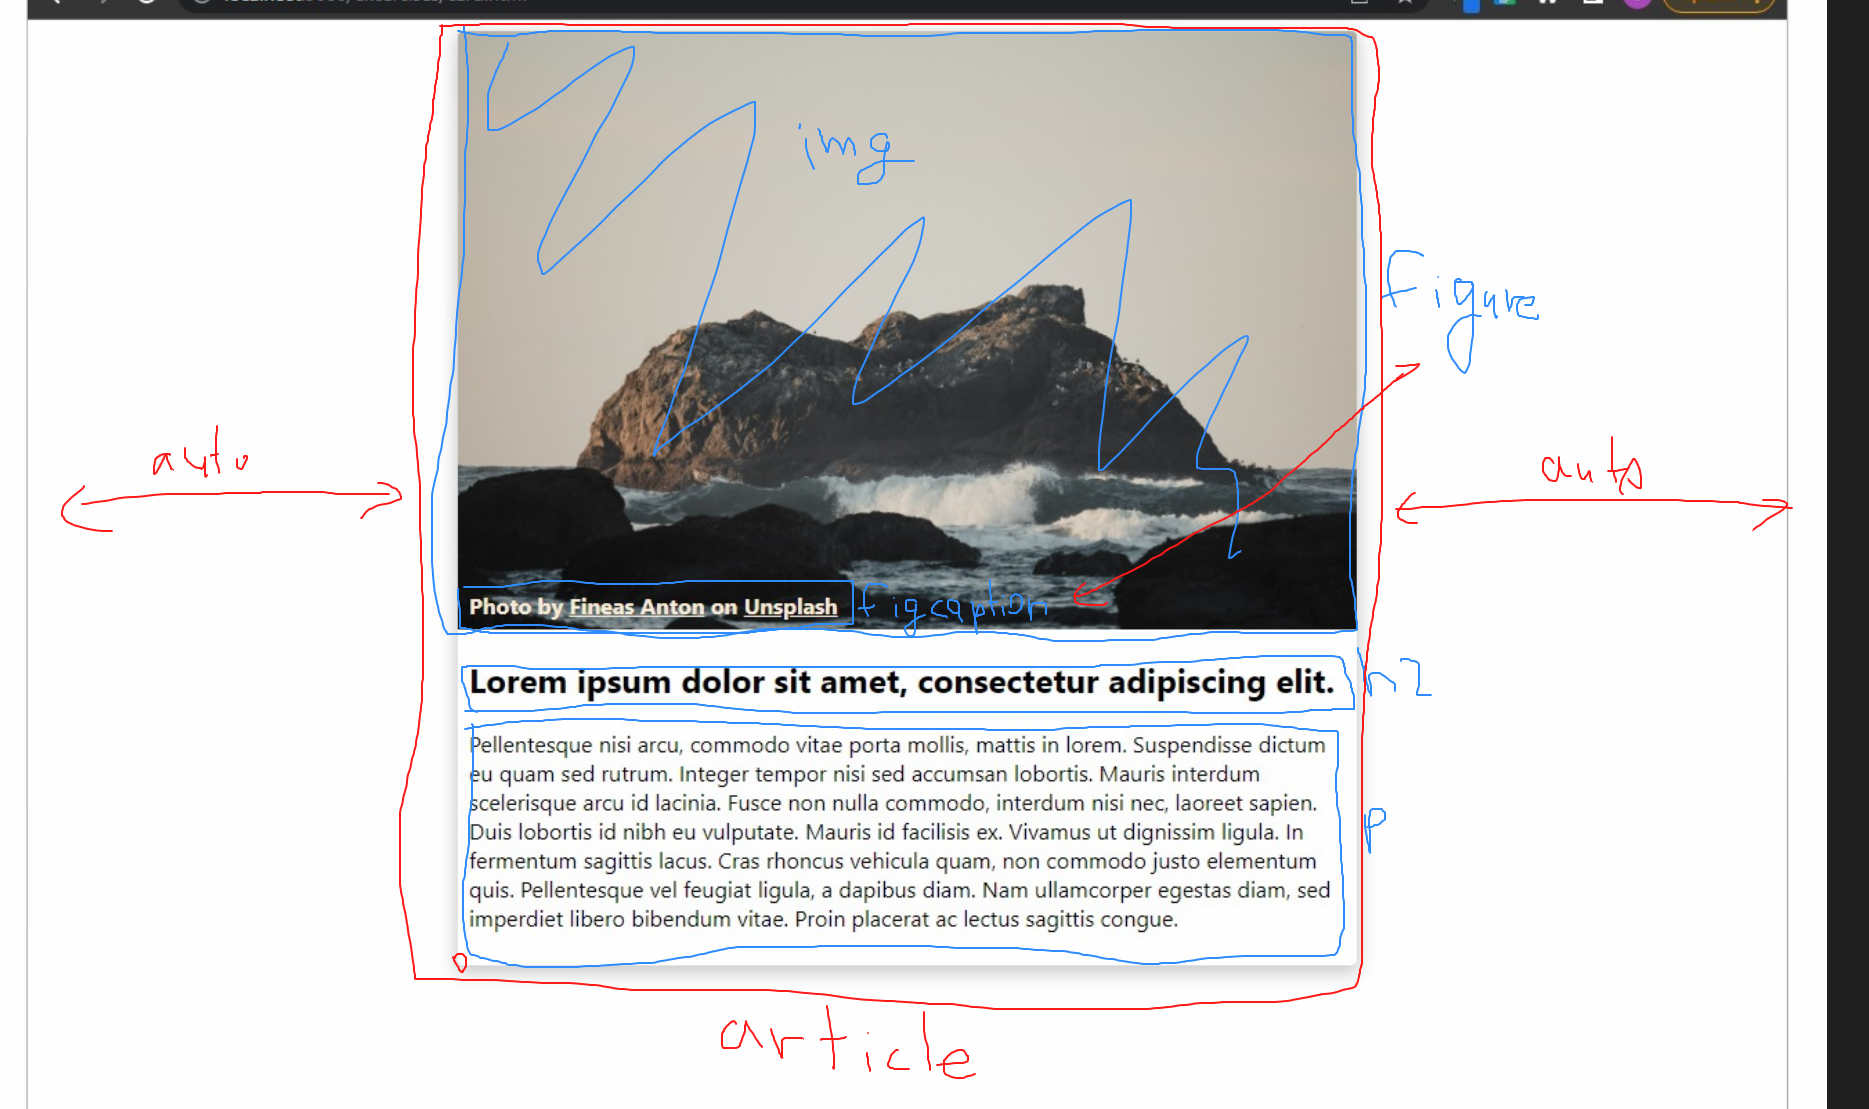 img
Figure
auto
auto
Photo by Fineas Anton on Unsplash
figcaption
Lorem ipsum dolor sit amet, consectetur adipiscing elit.
h2
Pellentesque nisi arcu, commodo vitae porta mollis, mattis in lorem. Suspendisse dictum
eu quam sed rutrum. Integer tempor nisi sed accumsan lobortis. Mauris interdum
scelerisque arcu id lacinia. Fusce non nulla commodo, interdum nisi nec, laoreet sapien.
Duis lobortis id nibh eu vulputate. Mauris id facilisis ex. Vivamus ut dignissim ligula. In
fermentum sagittis lacus. Cras rhoncus vehicula quam, non commodo justo elementum
quis. Pellentesque vel feugiat ligula, a dapibus diam. Nam ullamcorper egestas diam, sed
imperdiet libero bibendum vitae. Proin placerat ac lectus sagittis congue.
p
article